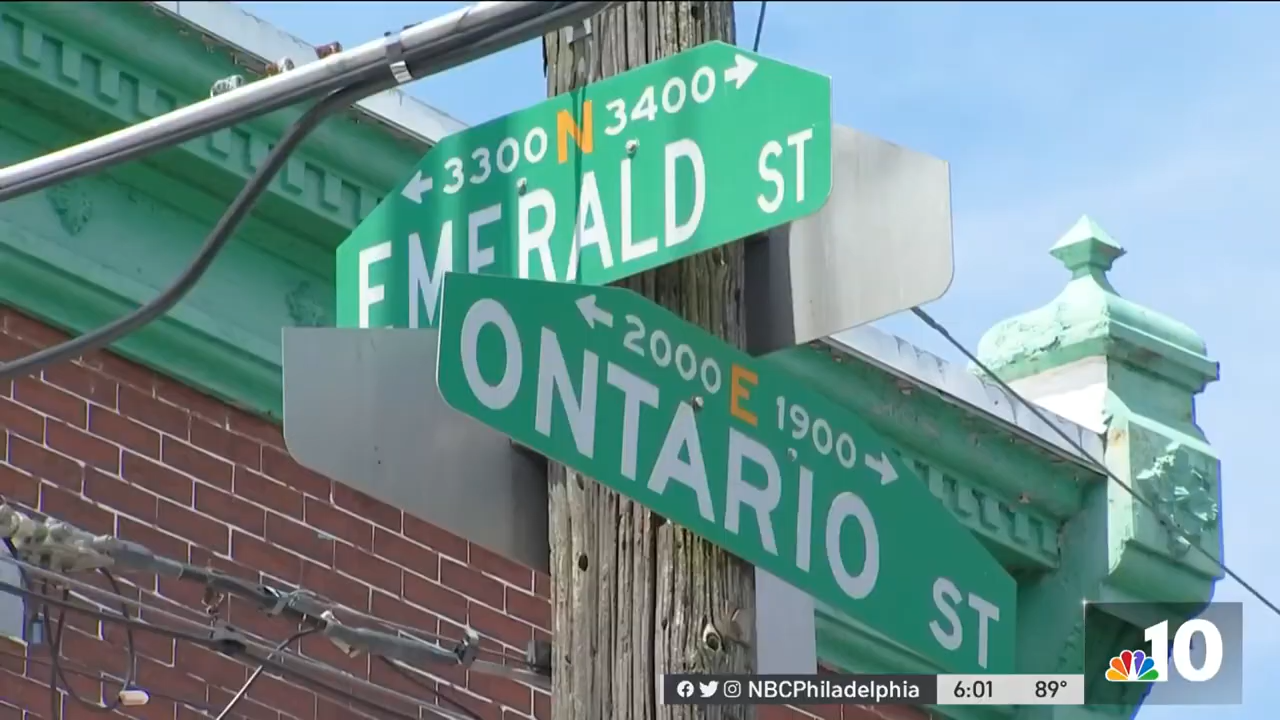 ← 3300 N 3400 →
EMERALD ST
← 2000 E 1900 →
ONTARIO ST
10
NBCPhiladelphia 6:01 89°